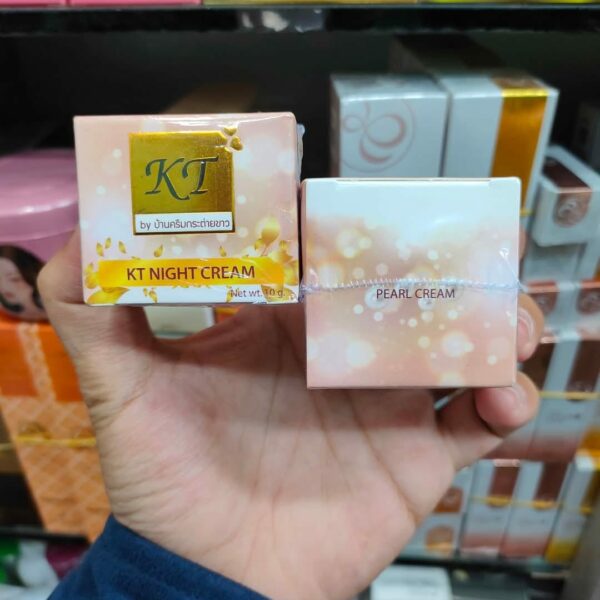 KT
by บ้านครีมกระต่ายขาว
KT NIGHT CREAM
Net wt. 10 g.
PEARL CREAM